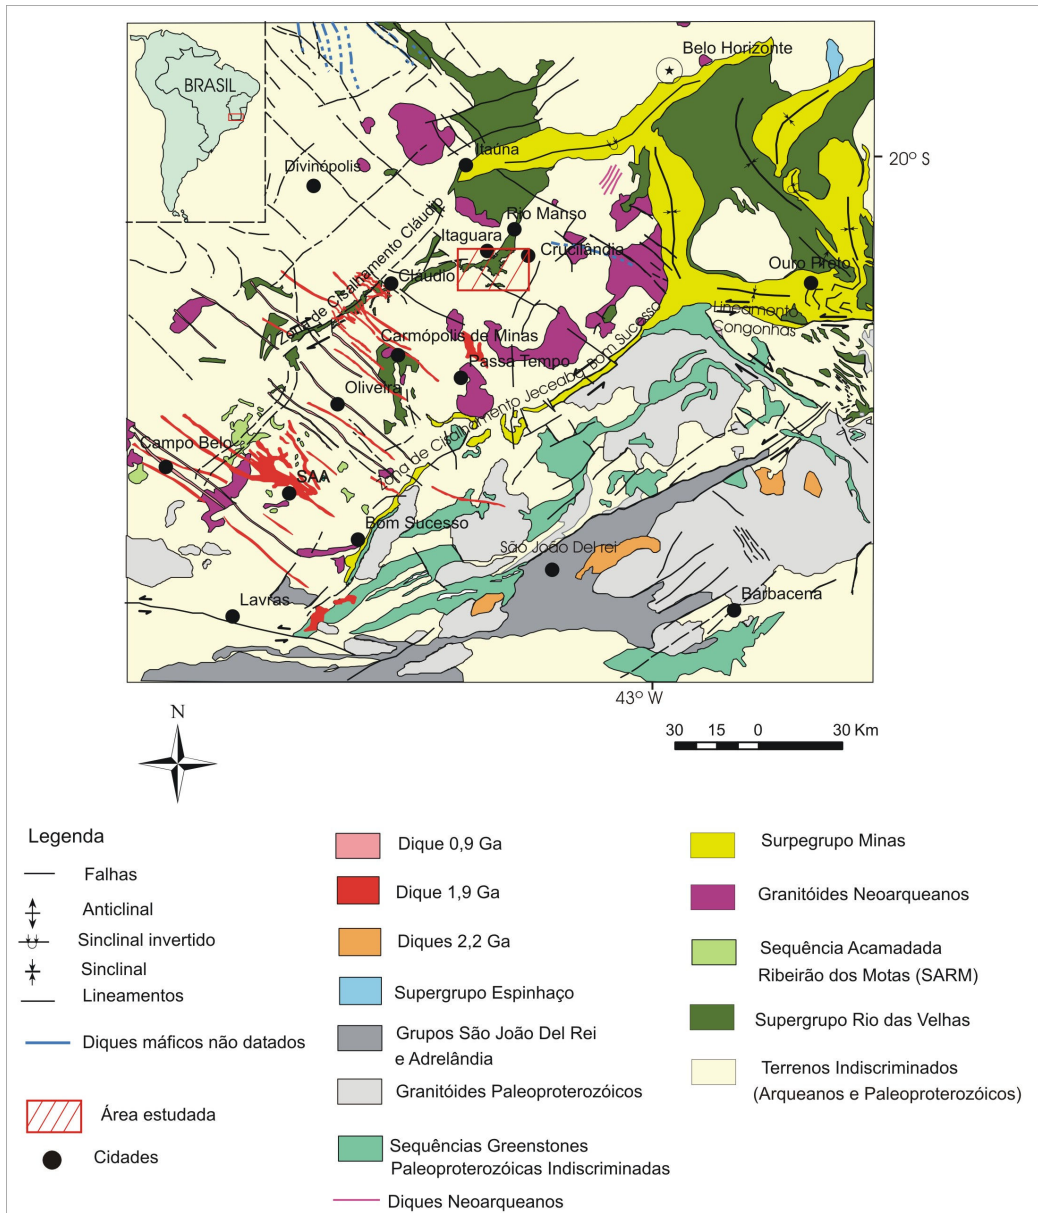 BRASIL
Belo Horizonte
Itaúna
20º S
Divinópolis
Rio Manso
Itaguara
Crucilândia
Zona de Cisalhamento Cláudio
Cláudio
Ouro Preto
Lineamento
Congonhas
Carmópolis de Minas
Passa Tempo
Oliveira
Zona de Cisalhamento Jeceaba Bom Sucesso
Campo Belo
SAA
Bom Sucesso
São João Del rei
Lavras
Barbacena
43º W
N
30 15 0 30 Km
Legenda
Falhas
Anticlinal
Sinclinal invertido
Sinclinal
Lineamentos
Diques máficos não datados
Área estudada
Cidades
Dique 0,9 Ga
Dique 1,9 Ga
Diques 2,2 Ga
Supergrupo Espinhaço
Grupos São João Del Rei
e Adrelândia
Granitóides Paleoproterozóicos
Sequências Greenstones
Paleoproterozóicas Indiscriminadas
Diques Neoarqueanos
Surpegrupo Minas
Granitóides Neoarqueanos
Sequência Acamadada
Ribeirão dos Motas (SARM)
Supergrupo Rio das Velhas
Terrenos Indiscriminados
(Arqueanos e Paleoproterozóicos)